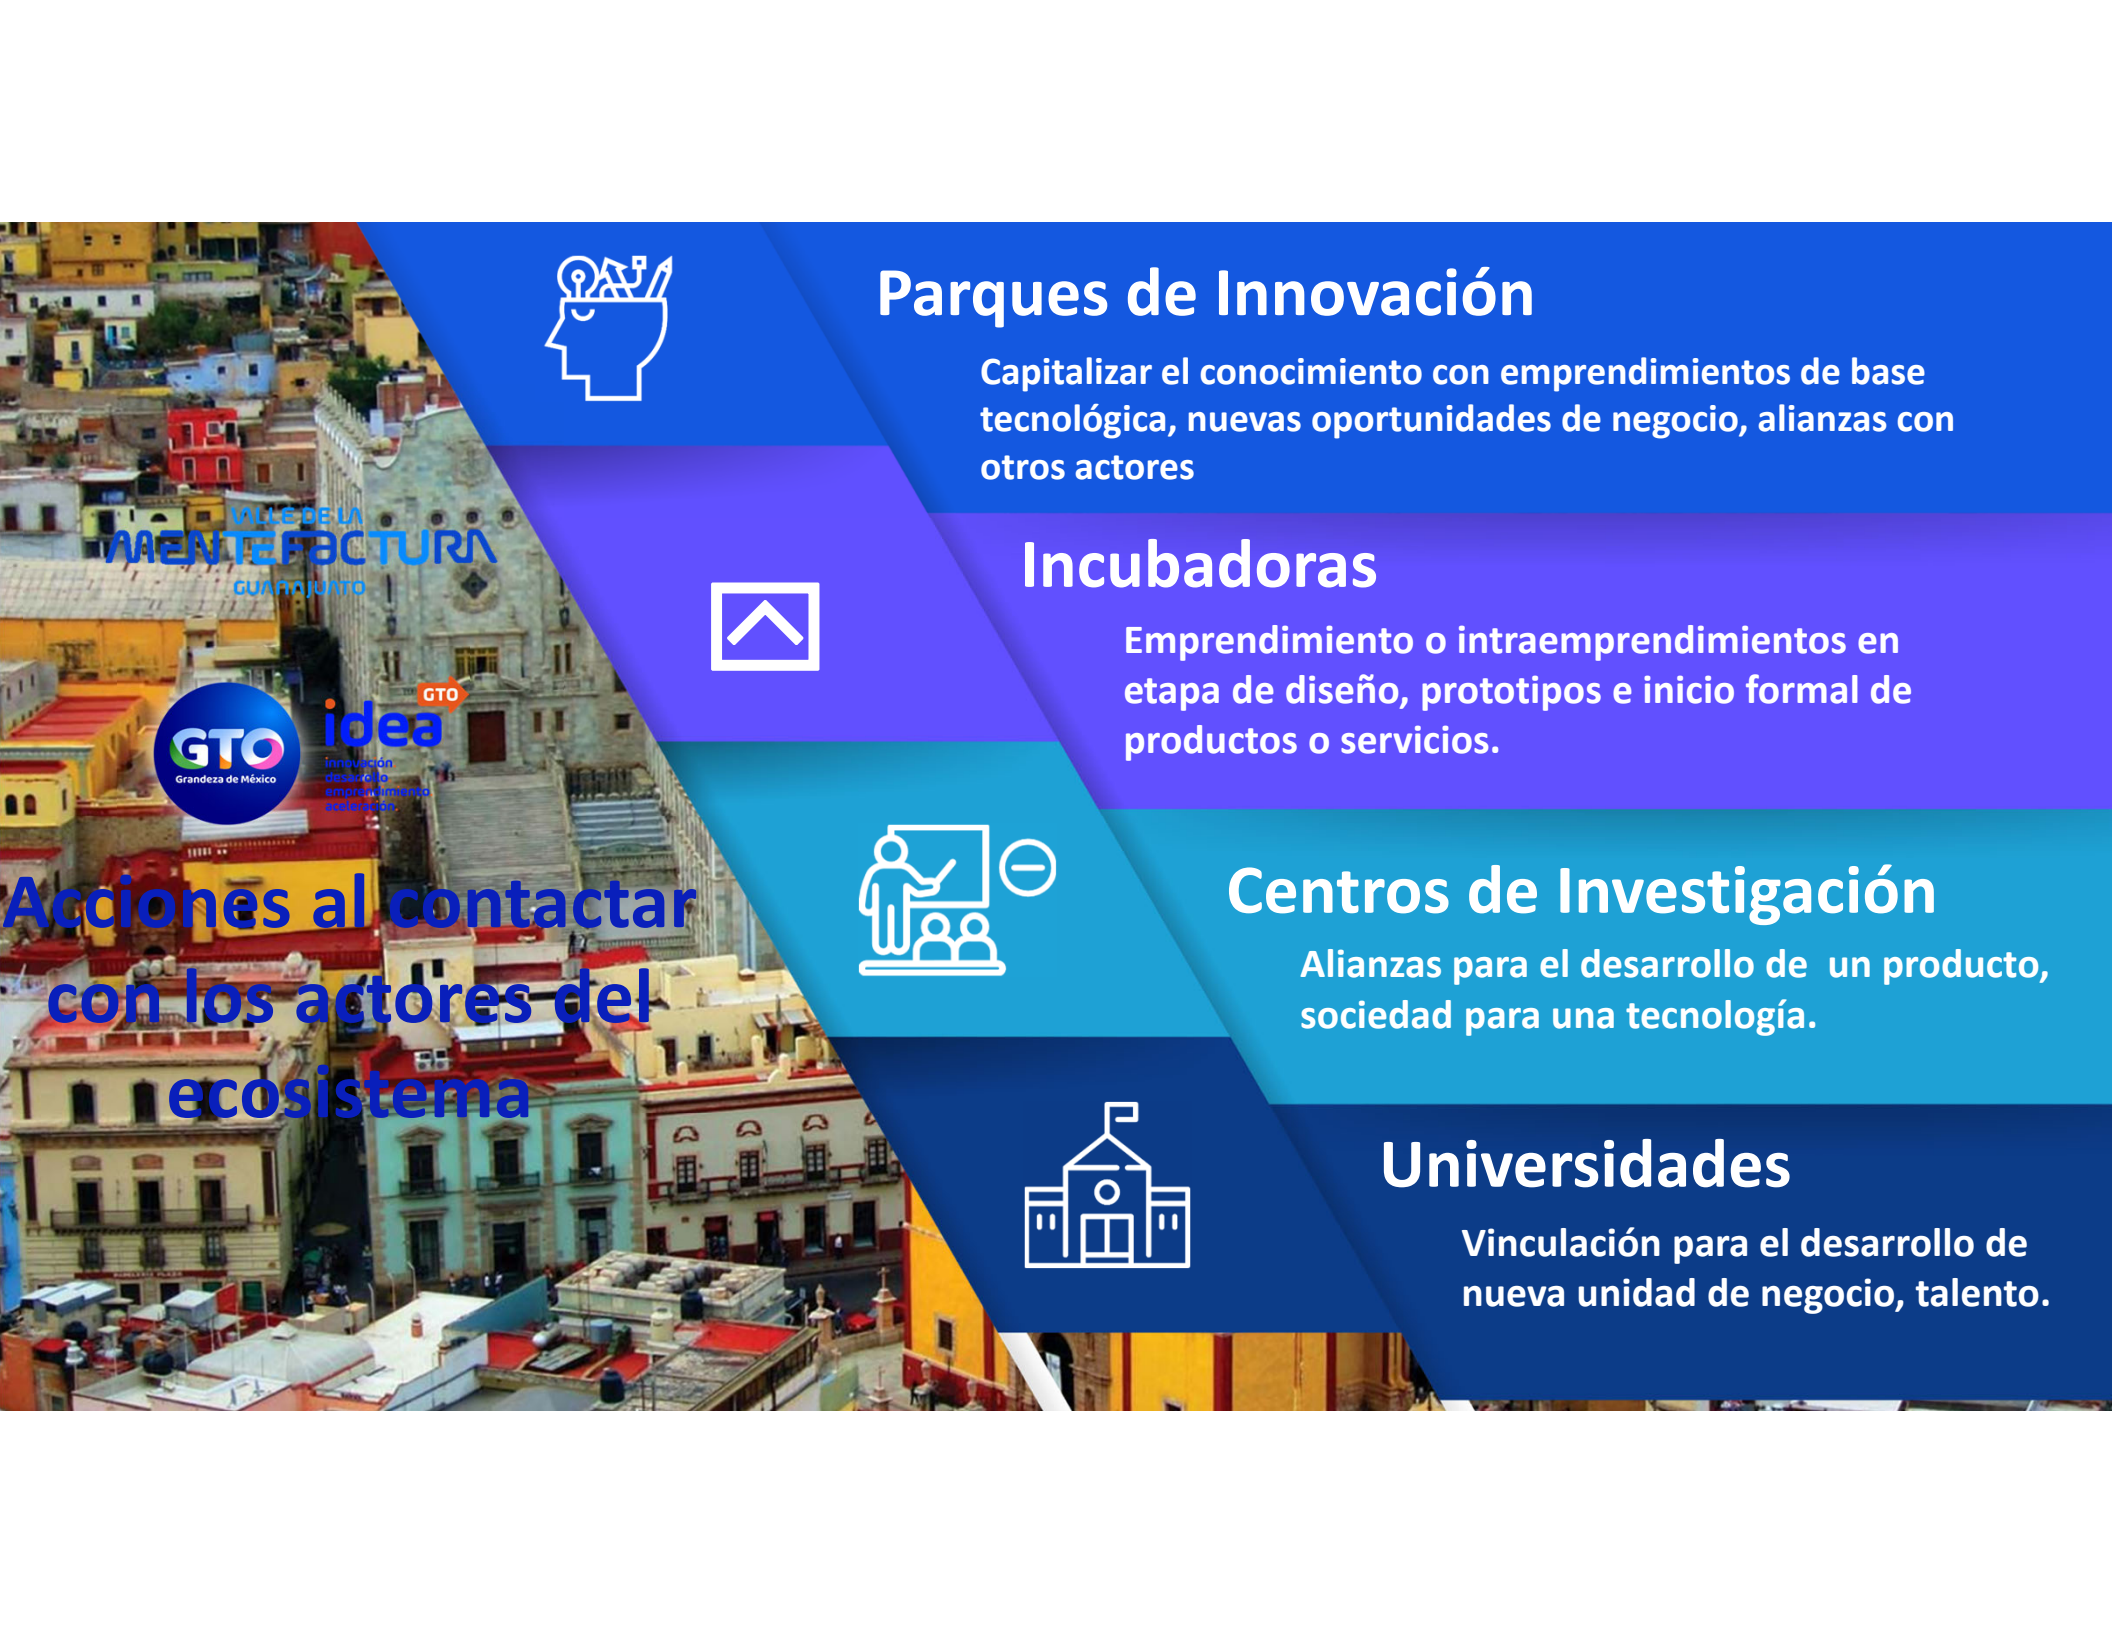 VALLE DE LA
MENTEFACTURA
GUANAJUATO
GTO
Grandeza de México
idea GTO
innovación
desarrollo
emprendimiento
aceleración
Acciones al contactar
con los actores del
ecosistema
Parques de Innovación
Capitalizar el conocimiento con emprendimientos de base
tecnológica, nuevas oportunidades de negocio, alianzas con
otros actores
Incubadoras
Emprendimiento o intraemprendimientos en
etapa de diseño, prototipos e inicio formal de
productos o servicios.
Centros de Investigación
Alianzas para el desarrollo de un producto,
sociedad para una tecnología.
Universidades
Vinculación para el desarrollo de
nueva unidad de negocio, talento.